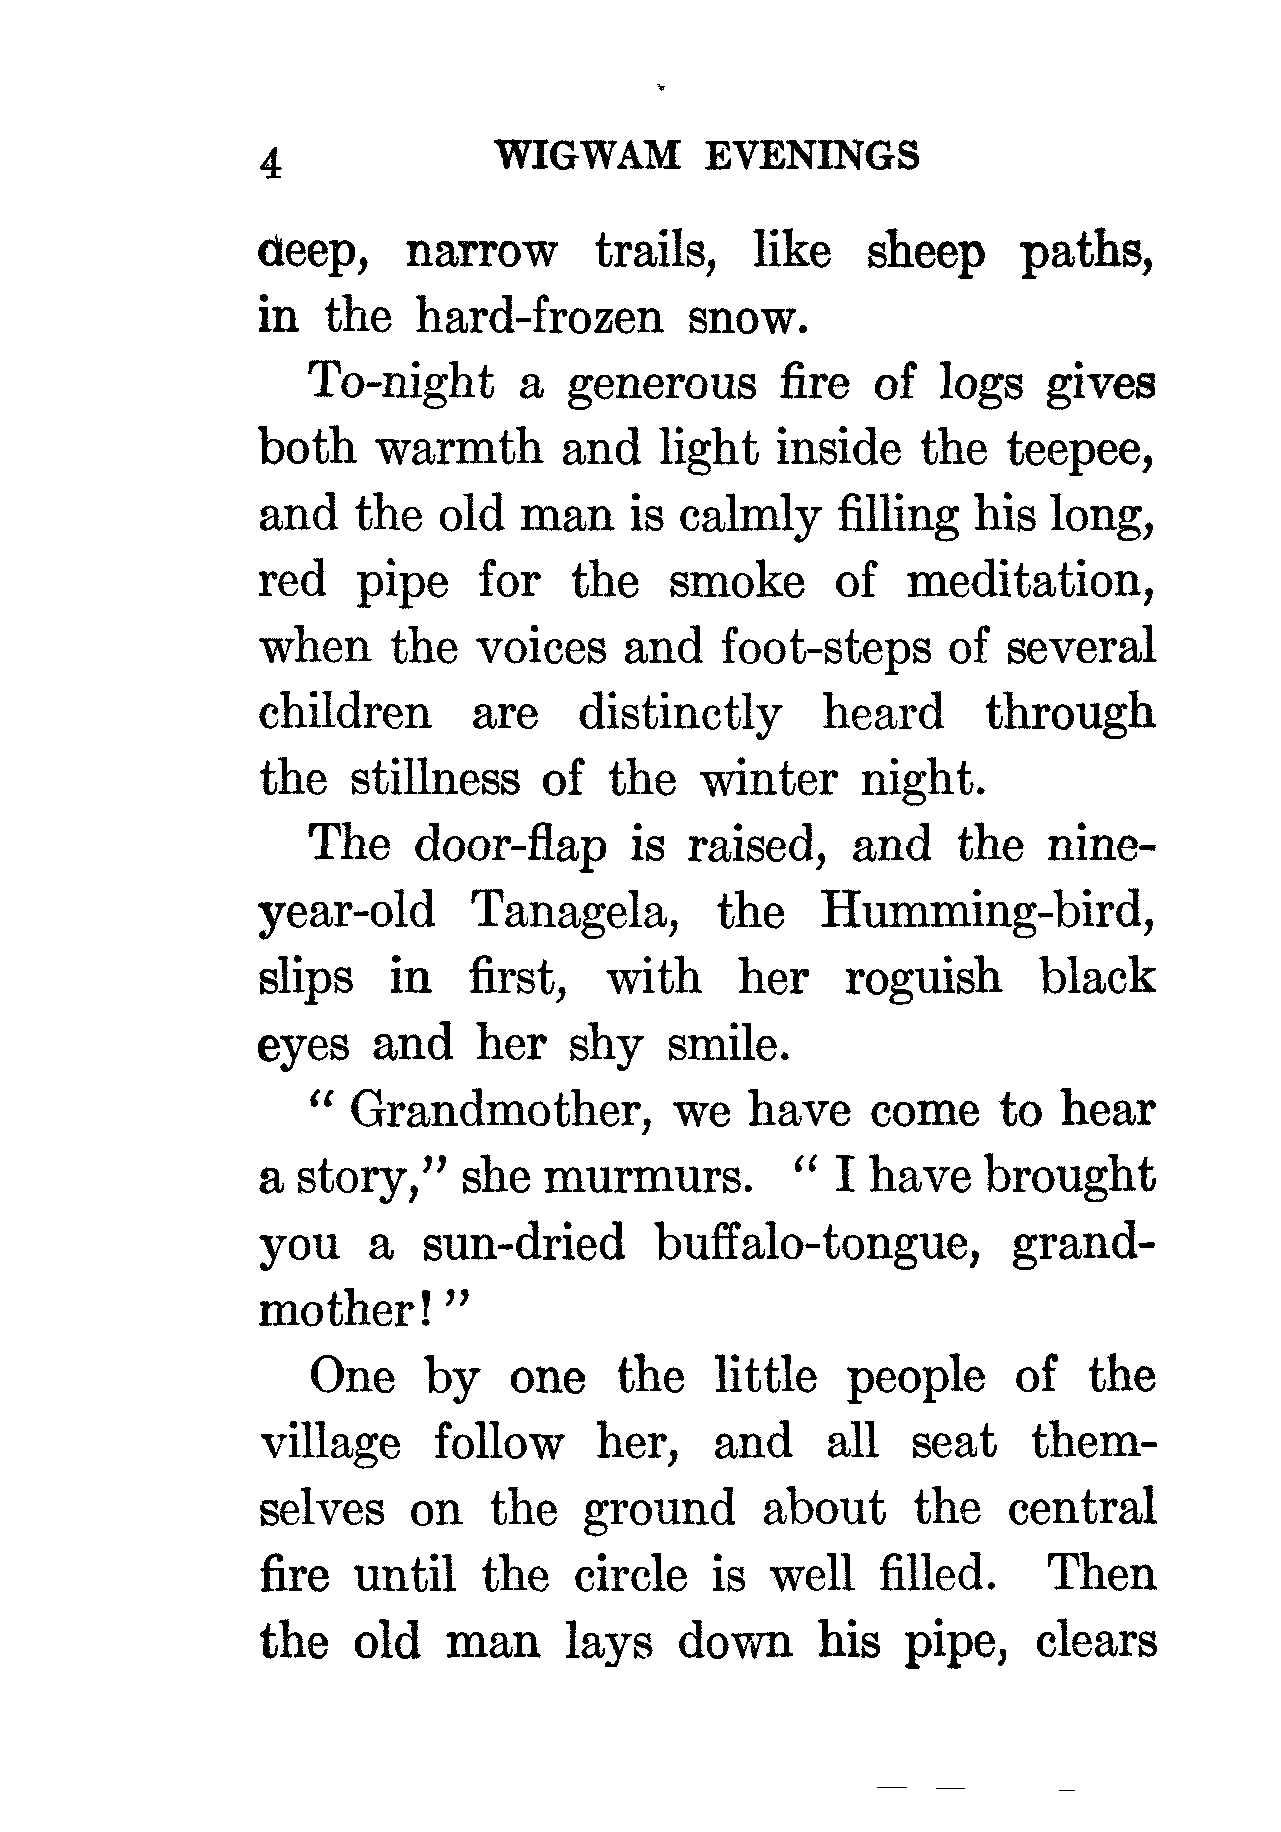 4 WIGWAM EVENINGS
deep, narrow trails, like sheep paths,
in the hard-frozen snow.
To-night a generous fire of logs gives
both warmth and light inside the teepee,
and the old man is calmly filling his long,
red pipe for the smoke of meditation,
when the voices and foot-steps of several
children are distinctly heard through
the stillness of the winter night.
The door-flap is raised, and the nine-
year-old Tanagela, the Humming-bird,
slips in first, with her roguish black
eyes and her shy smile.
“ Grandmother, we have come to hear
a story,” she murmurs. “ I have brought
you a sun-dried buffalo-tongue, grand-
mother! ”
One by one the little people of the
village follow her, and all seat them-
selves on the ground about the central
fire until the circle is well filled. Then
the old man lays down his pipe, clears